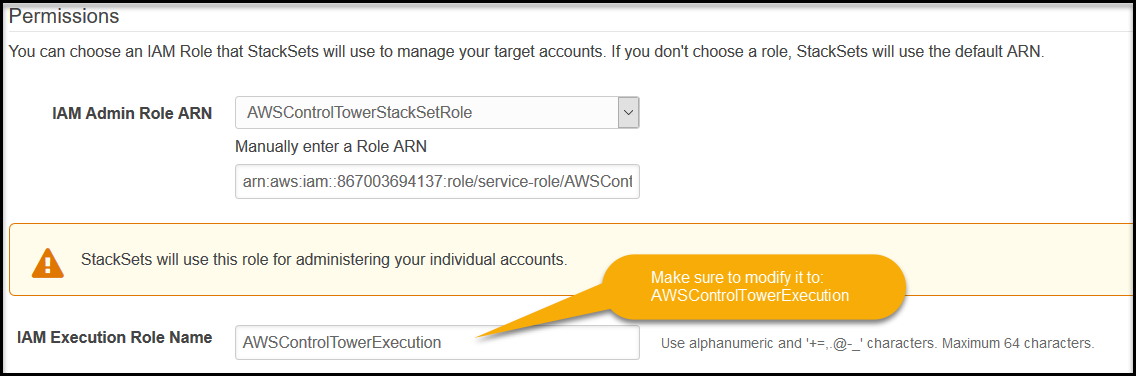 Permissions
You can choose an IAM Role that StackSets will use to manage your target accounts. If you don't choose a role, StackSets will use the default ARN.
IAM Admin Role ARN
AWSControlTowerStackSetRole
Manually enter a Role ARN
arn:aws:iam::867003694137:role/service-role/AWSCont
StackSets will use this role for administering your individual accounts.
Make sure to modify it to:
AWSControlTowerExecution
IAM Execution Role Name
AWSControlTowerExecution
Use alphanumeric and '+=,.@-_' characters. Maximum 64 characters.